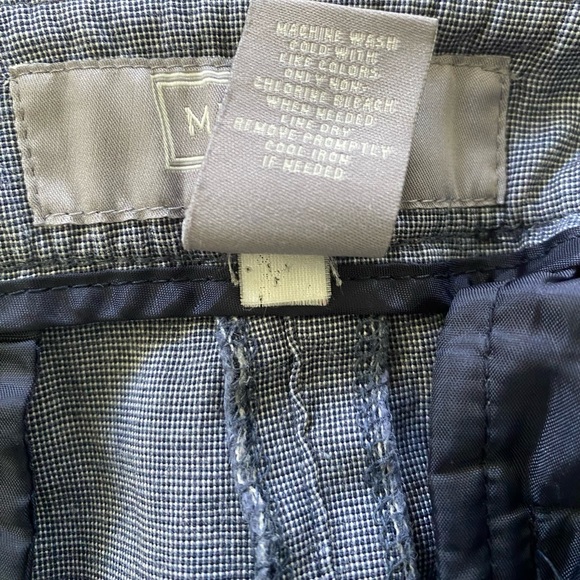 M
MACHINE WASH
COLD WITH
LIKE COLORS.
ONLY NON-
CHLORINE BLEACH
WHEN NEEDED.
LINE DRY.
REMOVE PROMPTLY.
COOL IRON
IF NEEDED.